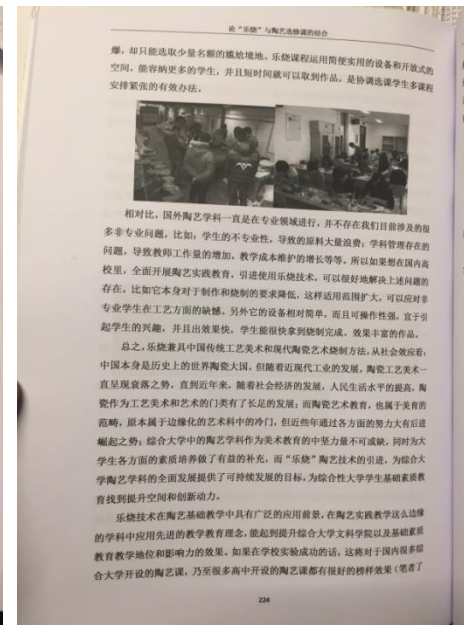 论“乐烧”与陶艺选修课的结合
爆，却只能选取少量名额的尴尬境地。乐烧课程运用简便实用的设备和开放式的
空间，能容纳更多的学生，并且短时间就可以取到作品，是协调选课学生多课程
安排紧张的有效办法。
相对比，国外陶艺学科一直是在专业领域进行，并不存在我们目前涉及的很
多非专业问题，比如：学生的不专业性，导致的原料大量浪费；学科管理存在的
问题，导致教师工作量的增加，教学成本维护的增长等等。所以如果想在国内高
校里，全面开展陶艺实践教育，引进使用乐烧技术，可以很好地解决上述问题的
存在，比如它本身对于制作和烧制的要求降低，这样适用范围扩大，可以应对非
专业学生在工艺方面的缺憾。另外它的设备相对简单，而且可操作性强，宜于引
起学生的兴趣，并且出效果快，学生能很快拿到烧制完成、效果丰富的作品。
总之，乐烧兼具中国传统工艺美术和现代陶瓷艺术烧制方法，从社会效应看：
中国本身是历史上的世界陶瓷大国，但随着近现代工业的发展，陶瓷工艺美术一
直呈现衰落之势，直到近年来，随着社会经济的发展，人民生活水平的提高，陶
瓷作为工艺美术和艺术的门类有了长足的发展；而陶瓷艺术教育，也属于美育的
范畴，原本属于边缘化的艺术科中的冷门，但近些年通过各方面的努力大有后进
崛起之势；综合大学中的陶艺学科作为美术教育的中坚力量不可或缺，同时为大
学生各方面的素质培养做了有益的补充，而“乐烧”陶艺技术的引进，为综合大
学陶艺学科的全面发展提供了可持续发展的目标，为综合性大学学生基础素质教
育找到提升空间和创新动力。
乐烧技术在陶艺基础教学中具有广泛的应用前景，在陶艺实践教学这么边缘
的学科中应用先进的教学教育理念，能起到提升综合大学文科学院以及基础素质
教育教学地位和影响力的效果。如果在学校实验成功的话，这将对于国内很多综
合大学开设的陶艺课，乃至很多高中开设的陶艺课都有很好的榜样效果（笔者了
224